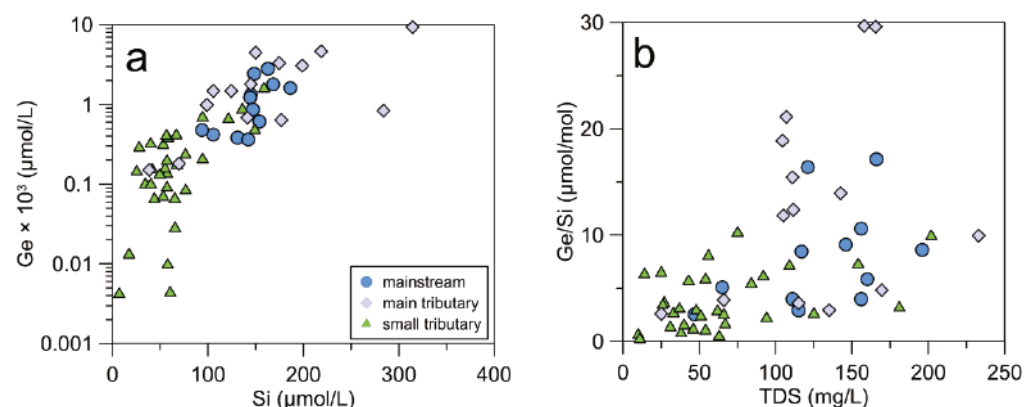 a
Ge × 10³ (µmol/L)
10
1
0.1
0.01
0.001
0
100
200
300
400
Si (µmol/L)
mainstream
main tributary
small tributary
b
Ge/Si (µmol/mol)
30
20
10
0
0
50
100
150
200
250
TDS (mg/L)